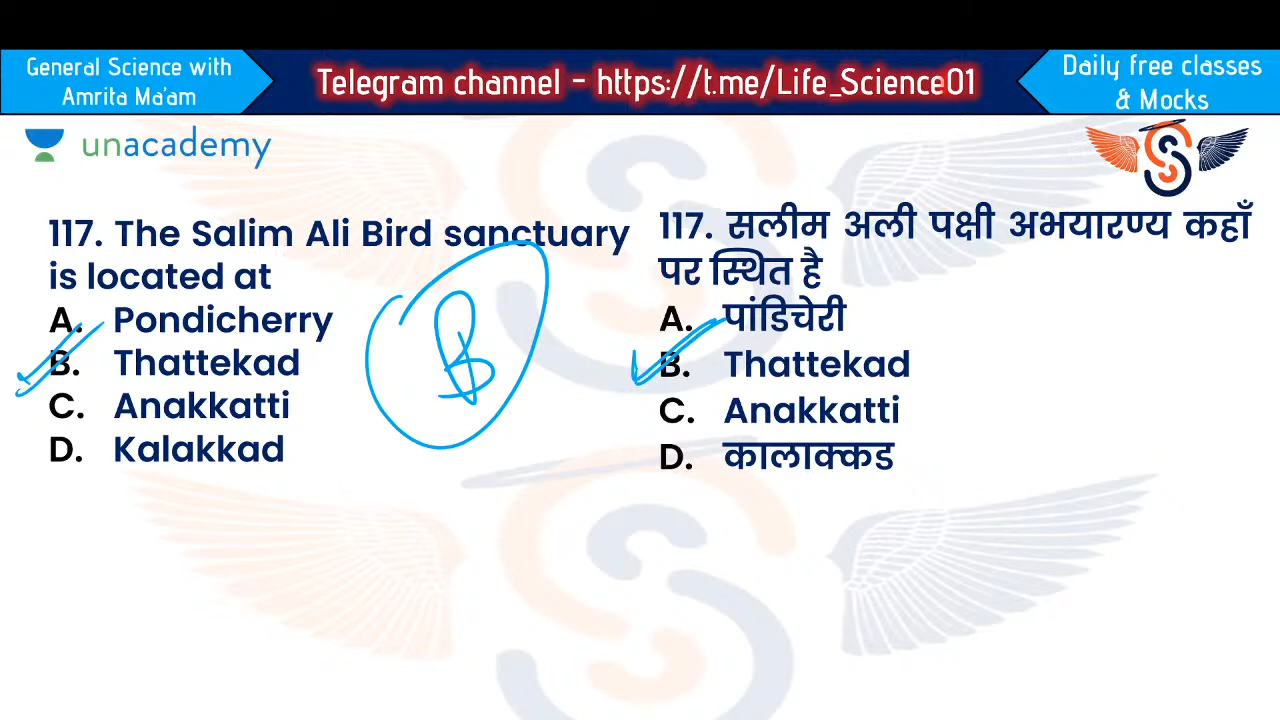 General Science with
Amrita Ma'am
Telegram channel - https://t.me/Life_Science01
Daily free classes
& Mocks
unacademy
117. The Salim Ali Bird sanctuary
is located at
A. Pondicherry
B. Thattekad
C. Anakkatti
D. Kalakkad
B
117. सलीम अली पक्षी अभयारण्य कहाँ
पर स्थित है
A. पांडिचेरी
B. Thattekad
C. Anakkatti
D. कालाक्कड